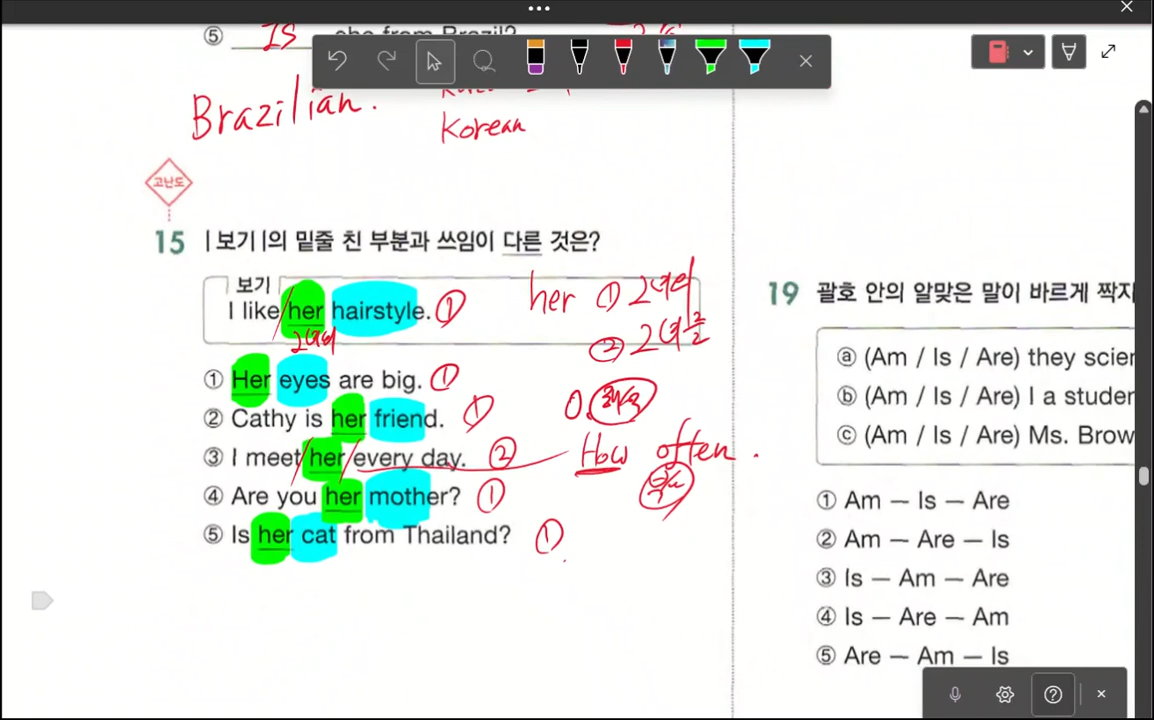 ⑤ Is she from Brazil?
Brazilian.
Korean
고난도
15 | 보기 |의 밑줄 친 부분과 쓰임이 다른 것은?
보기
I like her hairstyle. ①
her ① 그녀의
② 그녀를
그녀의
① Her eyes are big. ①
② Cathy is her friend. ①
③ I meet her every day. ②
How often.
④ Are you her mother? ①
⑤ Is her cat from Thailand? ①
19 괄호 안의 알맞은 말이 바르게 짝지
ⓐ (Am / Is / Are) they scien
ⓑ (Am / Is / Are) I a studen
ⓒ (Am / Is / Are) Ms. Brow
① Am – Is – Are
② Am – Are – Is
③ Is – Am – Are
④ Is – Are – Am
⑤ Are – Am – Is